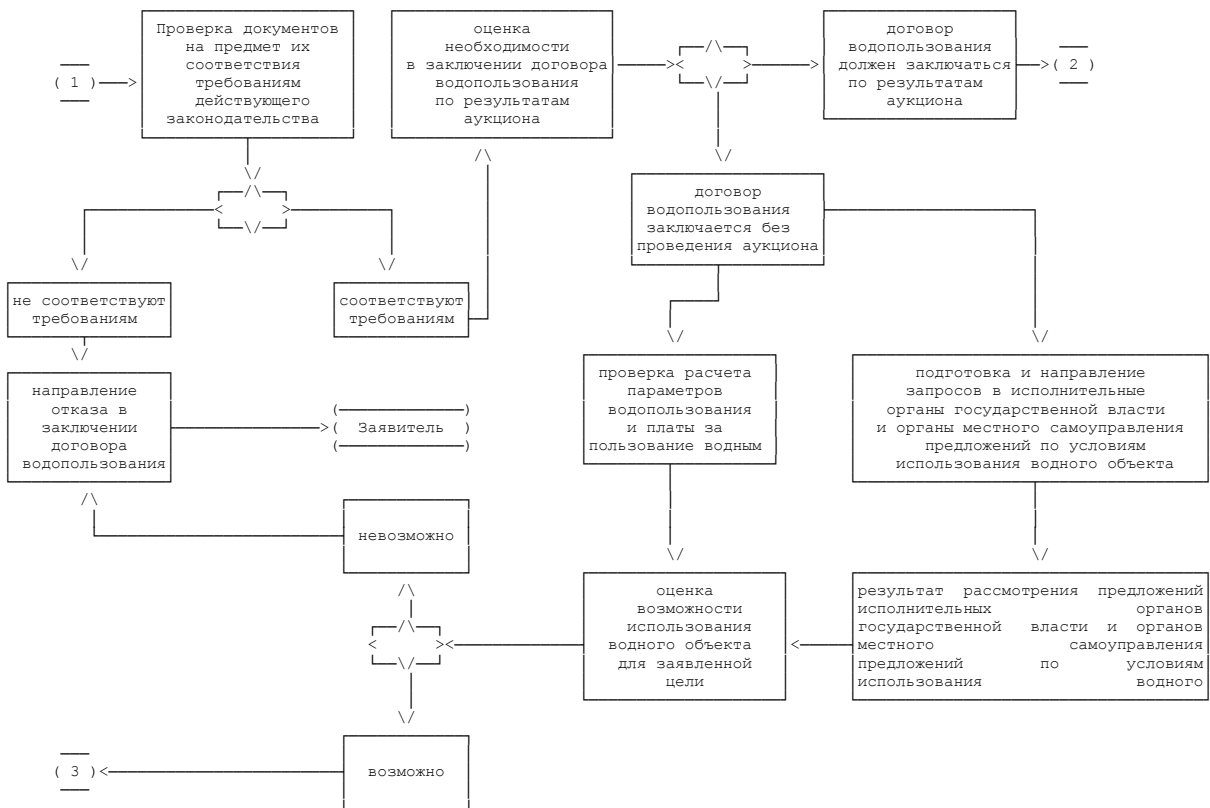 ( 1 )
Проверка документов
на предмет их
соответствия
требованиям
действующего
законодательства
оценка
необходимости
в заключении договора
водопользования
по результатам
аукциона
договор
водопользования
должен заключаться
по результатам
аукциона
( 2 )
договор
водопользования
заключается без
проведения аукциона
не соответствуют
требованиям
соответствуют
требованиям
направление
отказа в
заключении
договора
водопользования
( Заявитель )
проверка расчета
параметров
водопользования
и платы за
пользование водным
подготовка и направление
запросов в исполнительные
органы государственной власти
и органы местного самоуправления
предложений по условиям
использования водного объекта
невозможно
оценка
возможности
использования
водного объекта
для заявленной
цели
результат рассмотрения предложений
исполнительных органов
государственной власти и органов
местного самоуправления
предложений по условиям
использования водного
( 3 )
возможно